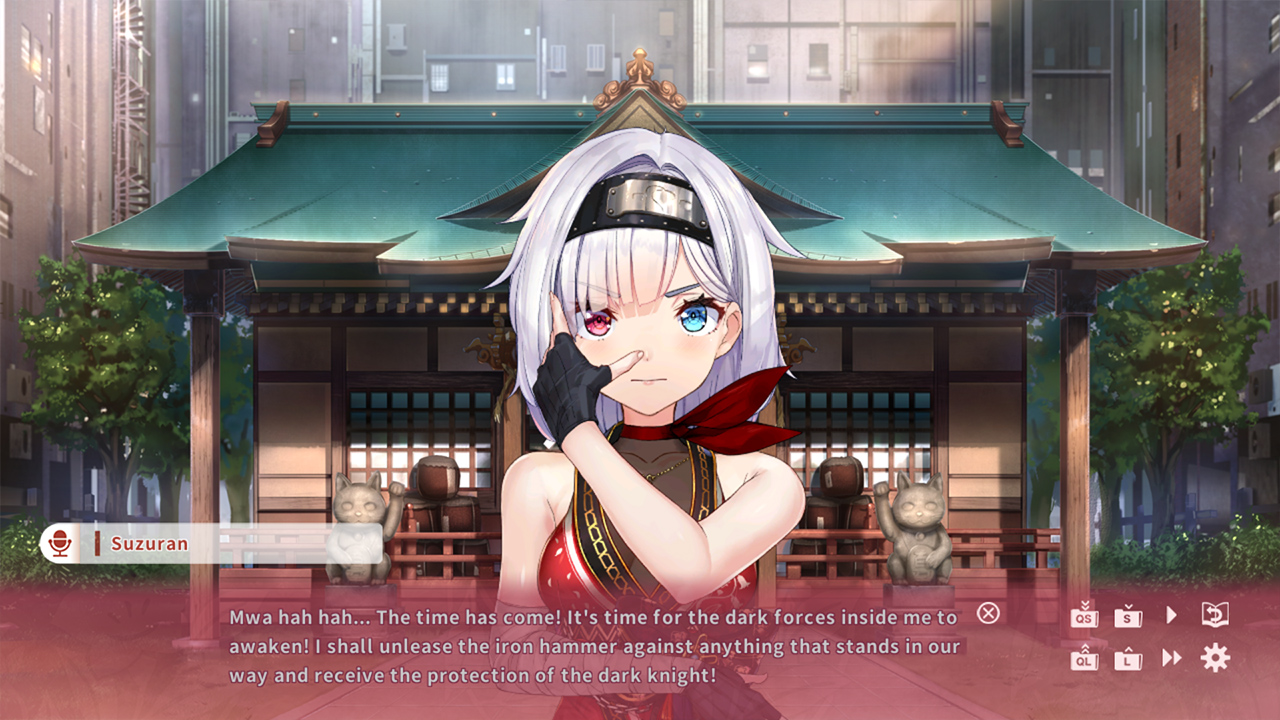 Suzuran
Mwa hah hah... The time has come! It's time for the dark forces inside me to
awaken! I shall unlease the iron hammer against anything that stands in our
way and receive the protection of the dark knight!
QS
S
QL
L